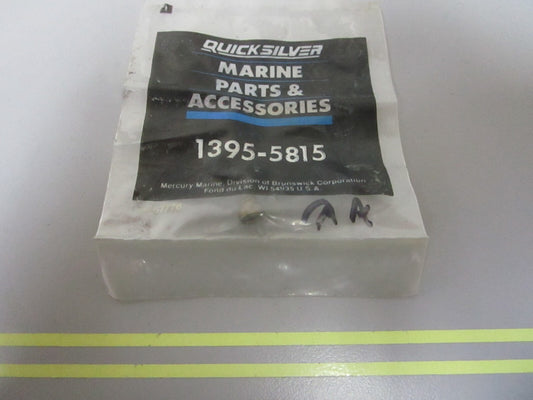 QUICKSILVER
MARINE
PARTS &
ACCESSORIES
1395-5815
Mercury Marine, Division of Brunswick Corporation
Fond du Lac, WI 54935 U.S.A.